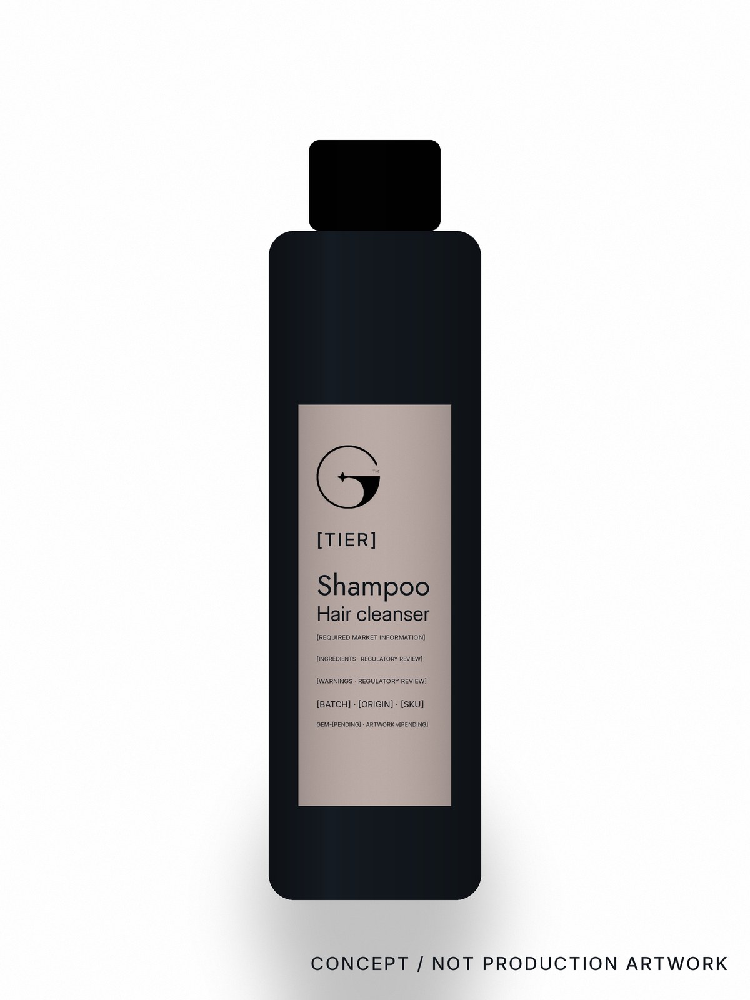 TM
[TIER]
Shampoo
Hair cleanser
[REQUIRED MARKET INFORMATION]
[INGREDIENTS · REGULATORY REVIEW]
[WARNINGS · REGULATORY REVIEW]
[BATCH] · [ORIGIN] · [SKU]
GEM-[PENDING] · ARTWORK v[PENDING]
CONCEPT / NOT PRODUCTION ARTWORK